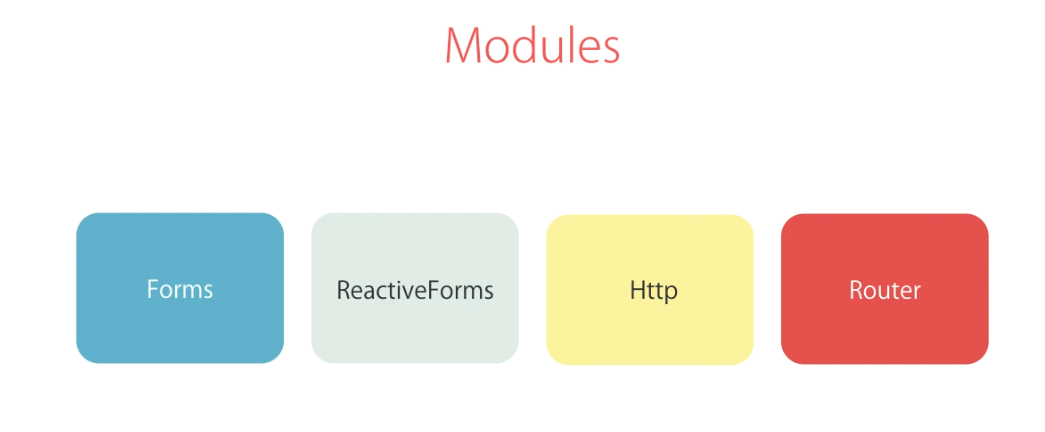 Modules
Forms
ReactiveForms
Http
Router